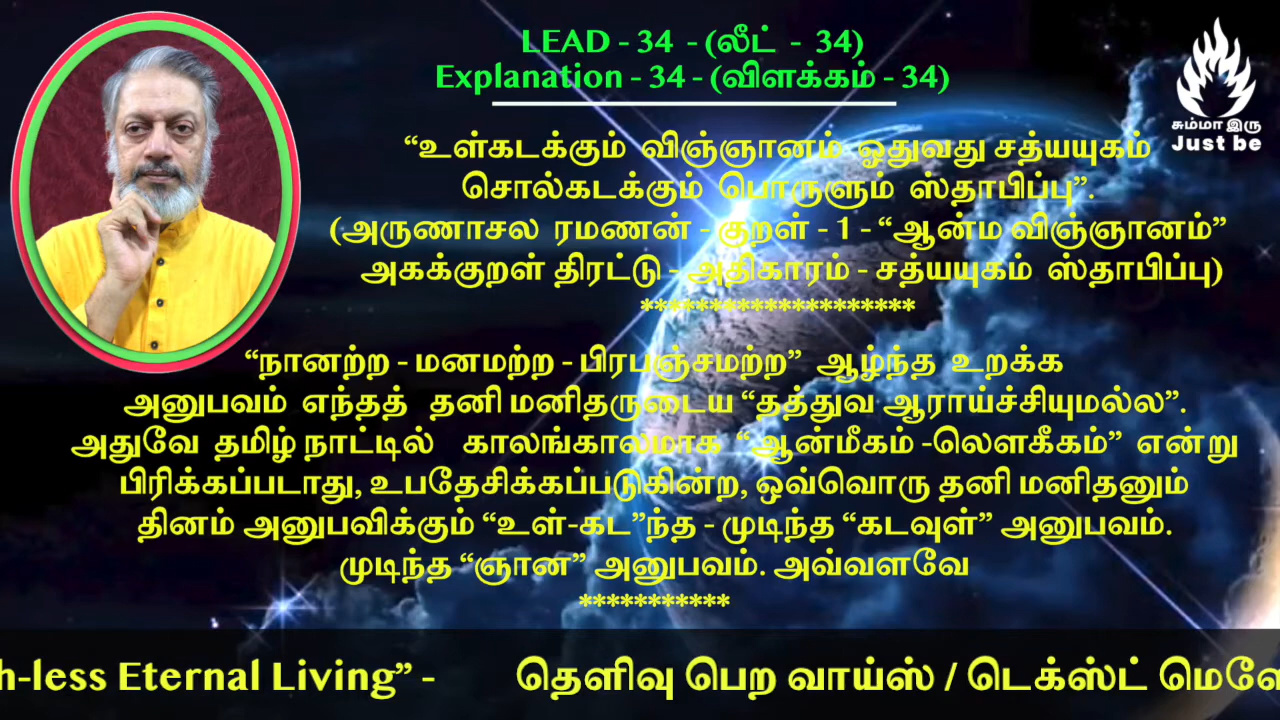 LEAD - 34 - (லீட் - 34)
Explanation - 34 - (விளக்கம் - 34)
சும்மா இரு
Just be
“உள்கடக்கும் விஞ்ஞானம் ஓதுவது சத்யயுகம்
சொல்கடக்கும் பொருளும் ஸ்தாபிப்பு”.
(அருணாசல ரமணன் - குறள் - 1 - “ஆன்ம விஞ்ஞானம்”
அகக்குறள் திரட்டு - அதிகாரம் - சத்யயுகம் ஸ்தாபிப்பு)
********************
“நானற்ற - மனமற்ற - பிரபஞ்சமற்ற” ஆழ்ந்த உறக்க
அனுபவம் எந்தத் தனி மனிதருடைய “தத்துவ ஆராய்ச்சியுமல்ல”.
அதுவே தமிழ் நாட்டில் காலங்காலமாக “ஆன்மீகம் -லௌகீகம்” என்று
பிரிக்கப்படாது, உபதேசிக்கப்படுகின்ற, ஒவ்வொரு தனி மனிதனும்
தினம் அனுபவிக்கும் “உள்-கட”ந்த - முடிந்த “கடவுள்” அனுபவம்.
முடிந்த “ஞான” அனுபவம். அவ்வளவே
***********
h-less Eternal Living” - தெளிவு பெற வாய்ஸ் / டெக்ஸ்ட்